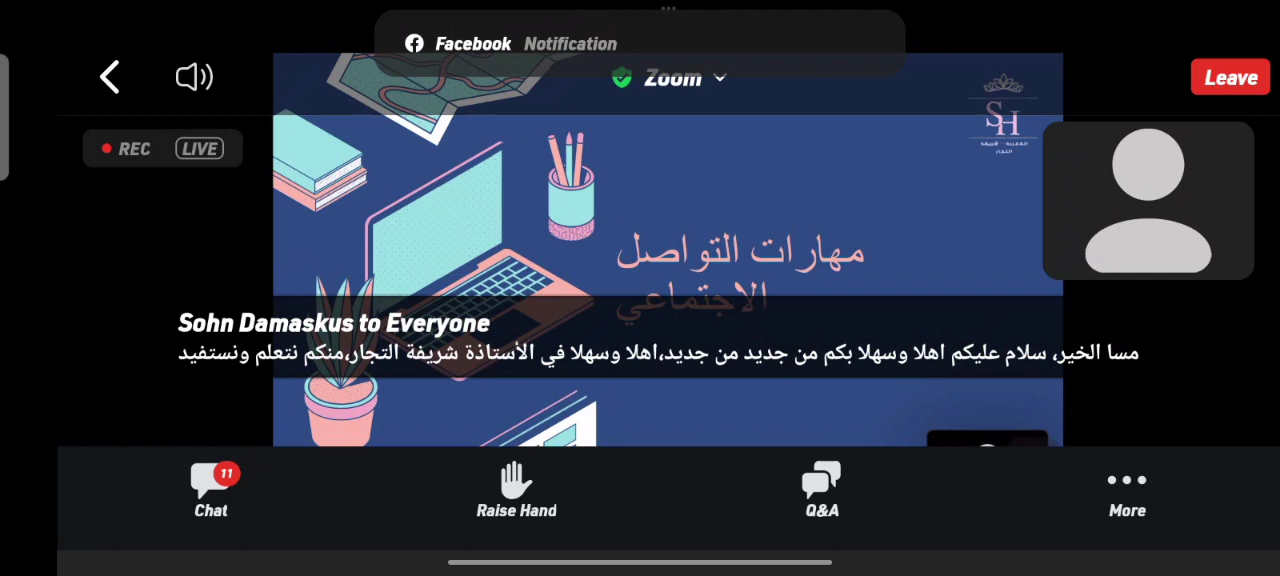 Facebook Notification
Zoom
Leave
REC LIVE
SH
مهارات التواصل
الاجتماعي
Sohn Damaskus to Everyone
مسا الخير، سلام عليكم اهلا وسهلا بكم من جديد من جديد،اهلا وسهلا في الأستاذة شريفة التجار،منكم نتعلم ونستفيد
11
Chat
Raise Hand
Q&A
More